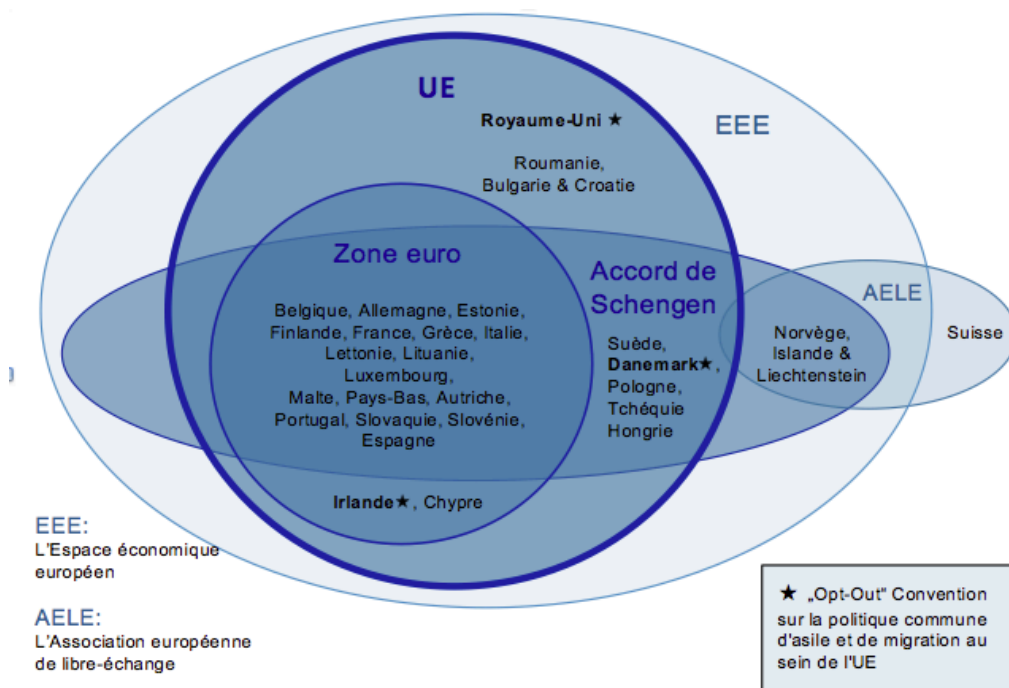 UE
Royaume-Uni ★
EEE
Roumanie,
Bulgarie & Croatie
Zone euro
Accord de
Schengen
AELE
Belgique, Allemagne, Estonie,
Finlande, France, Grèce, Italie,
Lettonie, Lituanie,
Luxembourg,
Malte, Pays-Bas, Autriche,
Portugal, Slovaquie, Slovénie,
Espagne
Suède,
Danemark★,
Pologne,
Tchéquie
Hongrie
Norvège,
Islande &
Liechtenstein
Suisse
Irlande★, Chypre
EEE:
L'Espace économique
européen
AELE:
L'Association européenne
de libre-échange
★ „Opt-Out" Convention
sur la politique commune
d'asile et de migration au
sein de l'UE